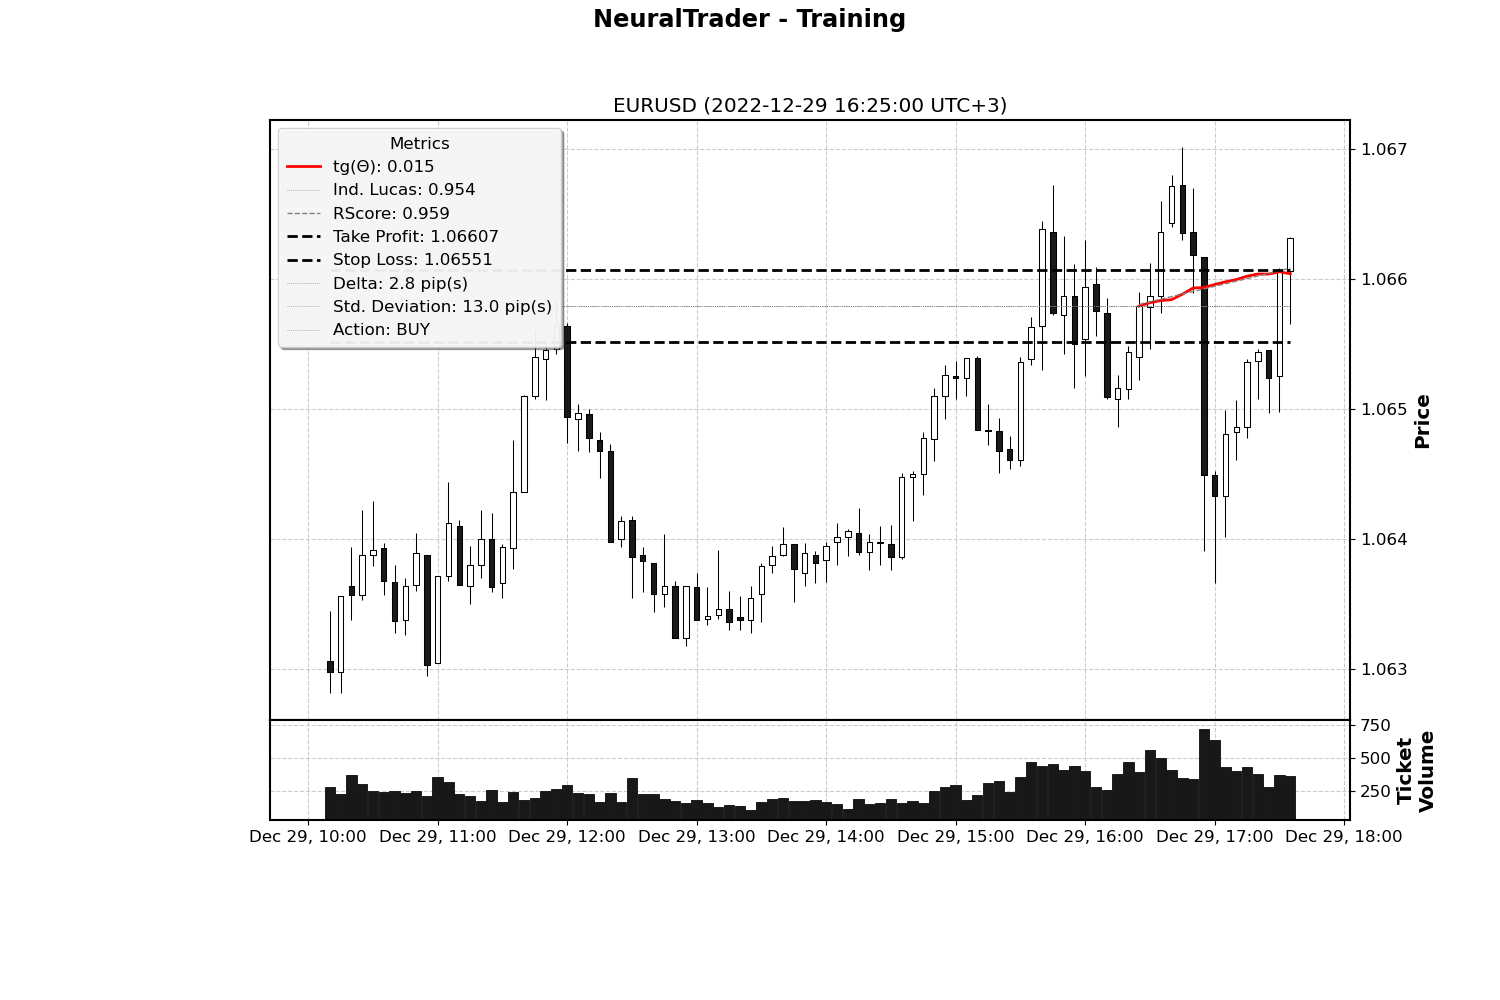 NeuralTrader - Training
EURUSD (2022-12-29 16:25:00 UTC+3)
Metrics
tg(Θ): 0.015
Ind. Lucas: 0.954
RScore: 0.959
Take Profit: 1.06607
Stop Loss: 1.06551
Delta: 2.8 pip(s)
Std. Deviation: 13.0 pip(s)
Action: BUY
1.067
1.066
1.065
1.064
1.063
Price
750
500
250
Ticket
Volume
Dec 29, 10:00
Dec 29, 11:00
Dec 29, 12:00
Dec 29, 13:00
Dec 29, 14:00
Dec 29, 15:00
Dec 29, 16:00
Dec 29, 17:00
Dec 29, 18:00